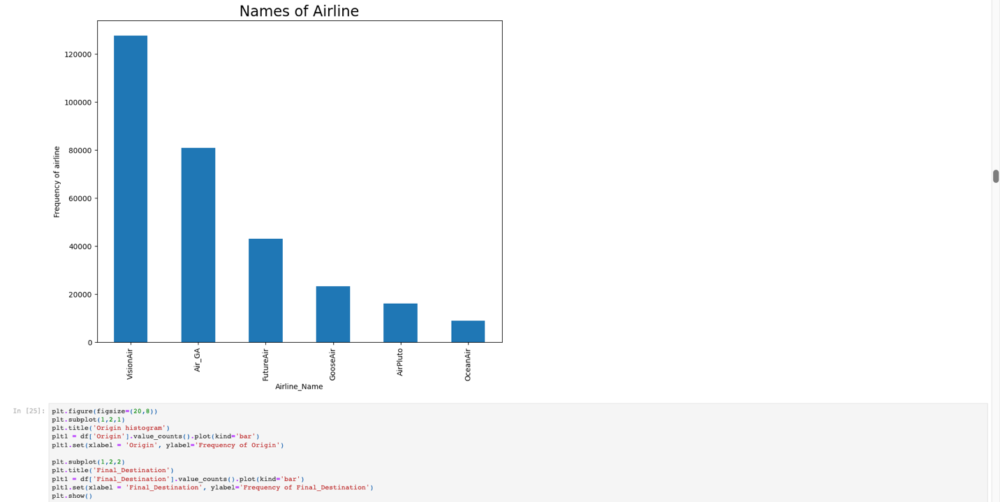 Names of Airline
120000
100000
80000
60000
40000
20000
0
Frequency of airline
VisionAir
Air_GA
FutureAir
GooseAir
AirPluto
OceanAir
Airline_Name
In [25]:
plt.figure(figsize=(20,8))
plt.subplot(1,2,1)
plt.title('Origin histogram')
plt1 = df['Origin'].value_counts().plot(kind='bar')
plt1.set(xlabel = 'Origin', ylabel='Frequency of Origin')
plt.subplot(1,2,2)
plt.title('Final_Destination')
plt1 = df['Final_Destination'].value_counts().plot(kind='bar')
plt1.set(xlabel = 'Final_Destination', ylabel='Frequency of Final_Destination')
plt.show()